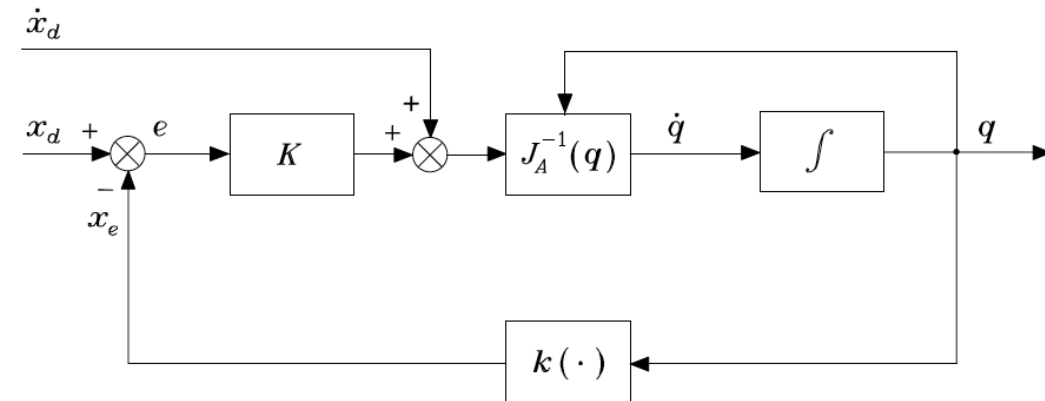 ẋ_d
x_d + e K + + J_A^{-1}(q) q̇ ∫ q
−
x_e
k(·)